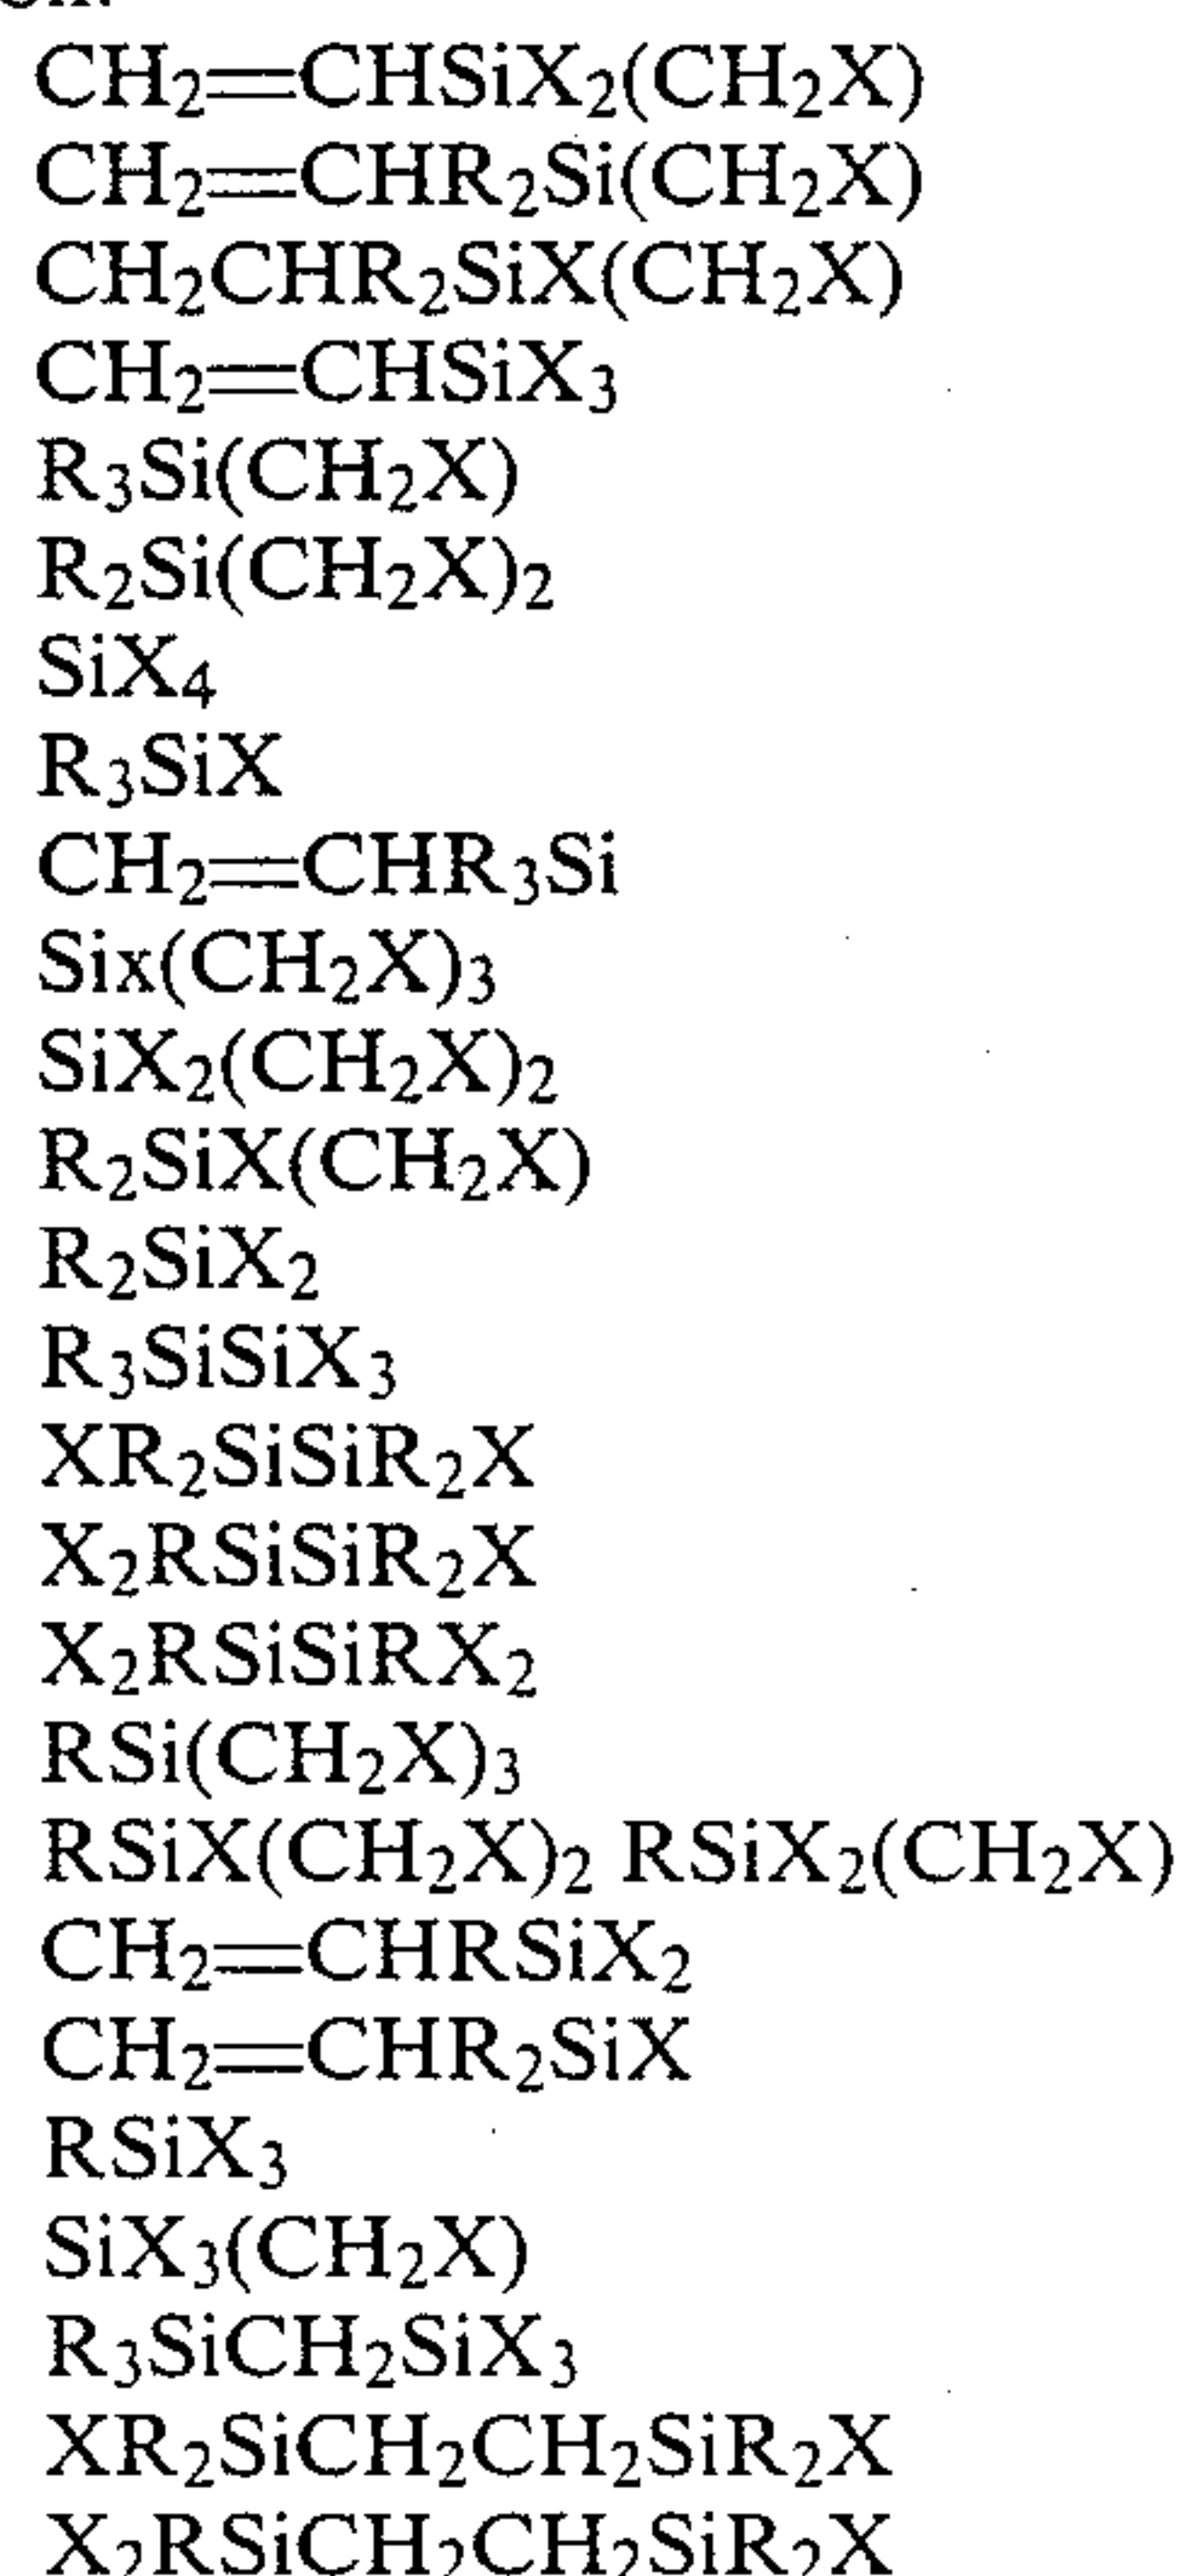 CH2=CHSiX2(CH2X)
CH2=CHR2Si(CH2X)
CH2CHR2SiX(CH2X)
CH2=CHSiX3
R3Si(CH2X)
R2Si(CH2X)2
SiX4
R3SiX
CH2=CHR3Si
Six(CH2X)3
SiX2(CH2X)2
R2SiX(CH2X)
R2SiX2
R3SiSiX3
XR2SiSiR2X
X2RSiSiR2X
X2RSiSiRX2
RSi(CH2X)3
RSiX(CH2X)2 RSiX2(CH2X)
CH2=CHRSiX2
CH2=CHR2SiX
RSiX3
SiX3(CH2X)
R3SiCH2SiX3
XR2SiCH2CH2SiR2X
X2RSiCH2CH2SiR2X